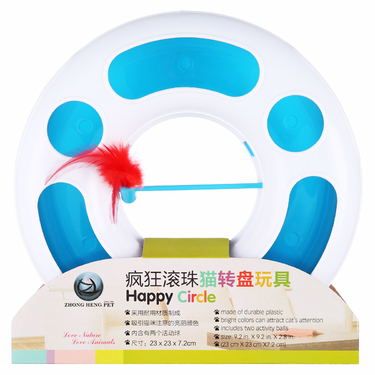 疯狂滚珠猫转盘玩具
Happy Circle
ZHONG HENG PET
Love Nature
Love Animals
采用耐用材质制成
吸引猫咪注意的亮丽颜色
内含有两个活动球
尺寸：23 x 23 x 7.2cm
made of durable plastic
bright colors can attract cat's attention
includes two activity balls
size: 9.2 in. X 9.2 in. X 2.8 in.
(23 cm X 23 cm X7.2 cm)